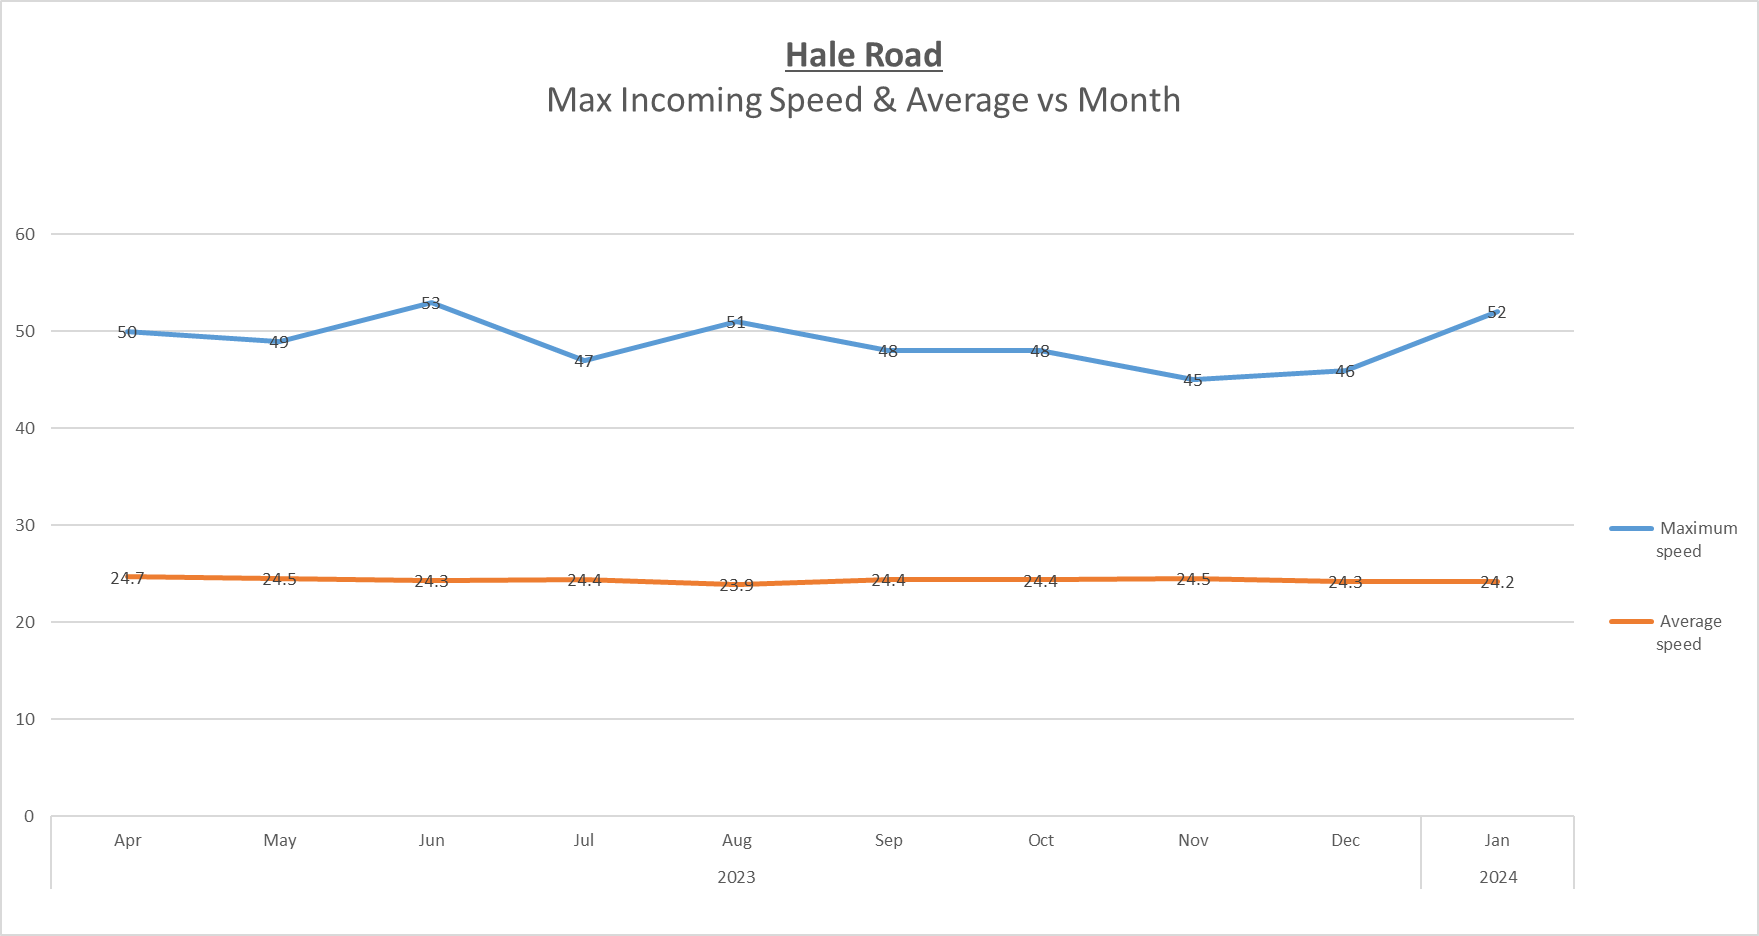 Hale Road
Max Incoming Speed & Average vs Month
60
50
40
30
20
10
0
50 49 53 47 51 48 48 45 46 52
24.7 24.5 24.3 24.4 23.9 24.4 24.4 24.5 24.3 24.2
Maximum
speed
Average
speed
Apr May Jun Jul Aug Sep Oct Nov Dec Jan
2023 2024